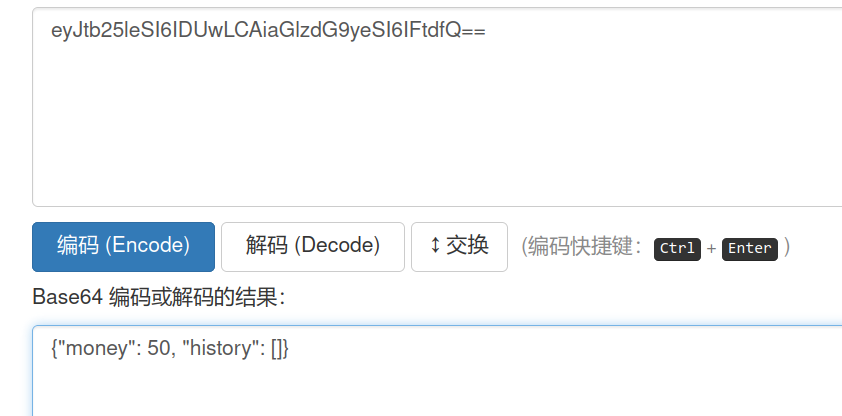 eyJtb25leSI6IDUwLCAiaGlzdG9yeSI6IFtdfQ==
编码 (Encode) 解码 (Decode) ↕ 交换 (编码快捷键： Ctrl + Enter )
Base64 编码或解码的结果：
{"money": 50, "history": []}